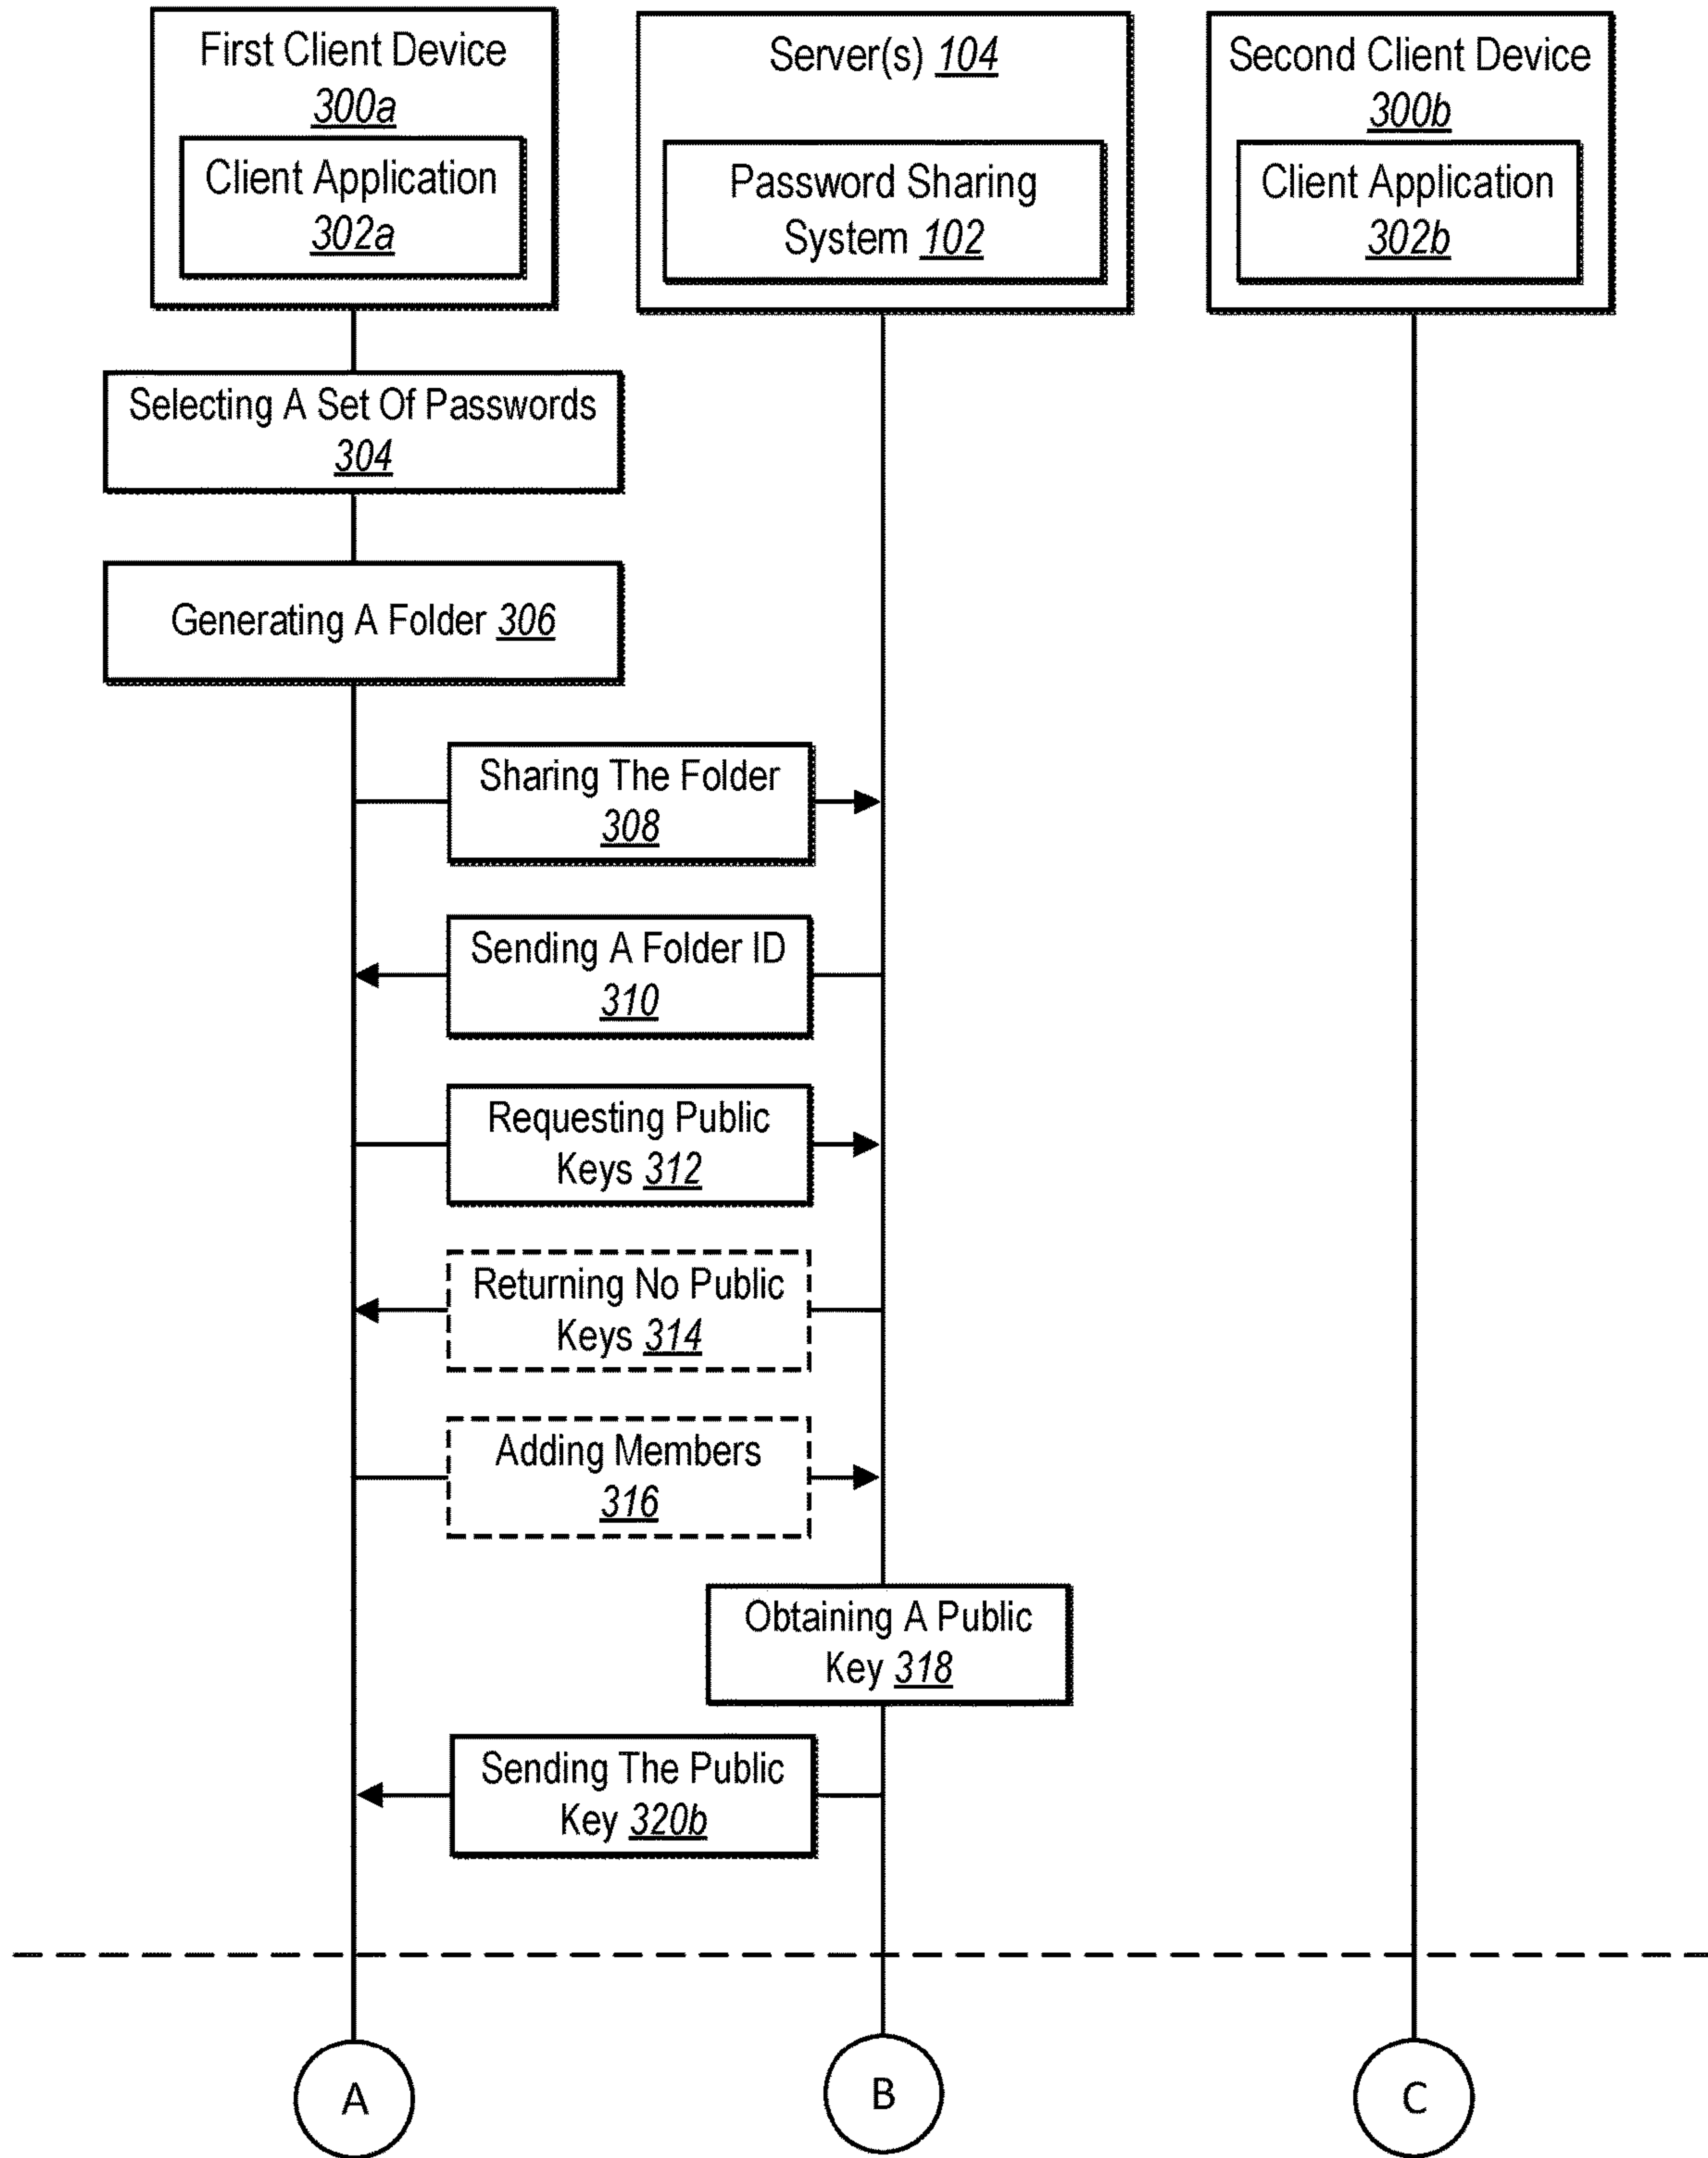 First Client Device
300a
Client Application
302a
Server(s) 104
Password Sharing
System 102
Second Client Device
300b
Client Application
302b
Selecting A Set Of Passwords
304
Generating A Folder 306
Sharing The Folder
308
Sending A Folder ID
310
Requesting Public
Keys 312
Returning No Public
Keys 314
Adding Members
316
Obtaining A Public
Key 318
Sending The Public
Key 320b
A
B
C